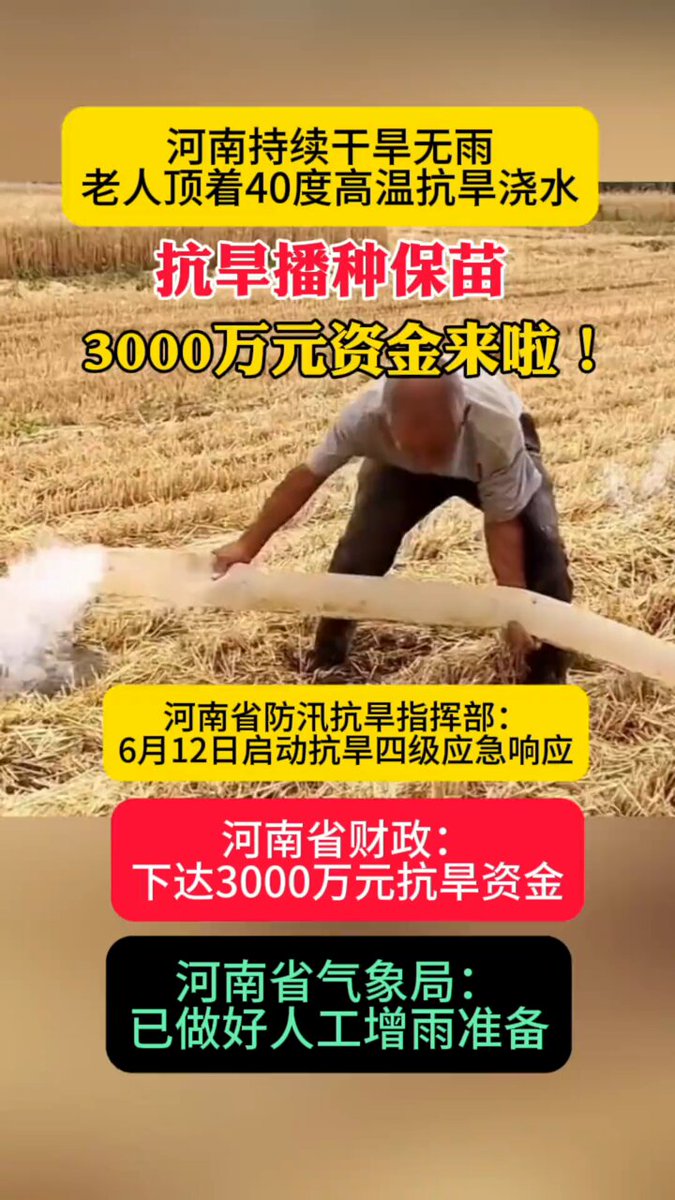 河南持续干旱无雨
老人顶着40度高温抗旱浇水
抗旱播种保苗
3000万元资金来啦！
河南省防汛抗旱指挥部：
6月12日启动抗旱四级应急响应
河南省财政：
下达3000万元抗旱资金
河南省气象局：
已做好人工增雨准备